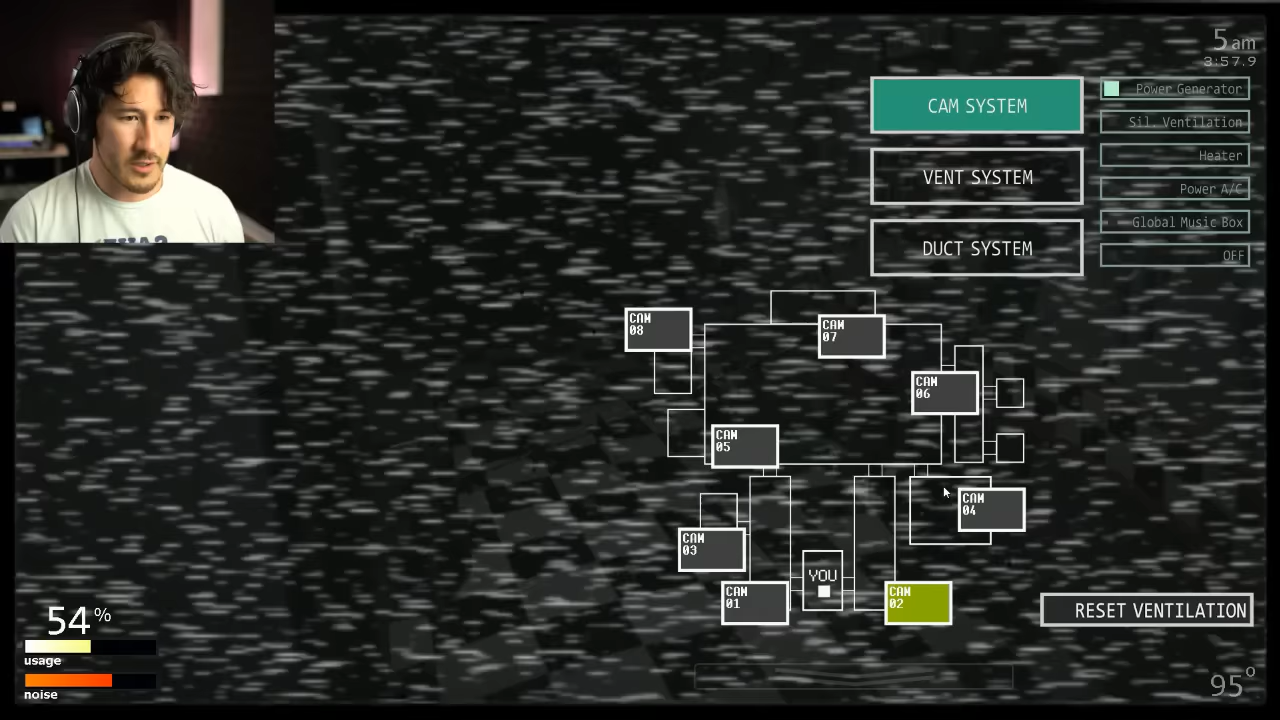 5 am
3:57.9
CAM SYSTEM
Power Generator
Sil. Ventilation
Heater
VENT SYSTEM
Power A/C
Global Music Box
DUCT SYSTEM
OFF
CAM
08
CAM
07
CAM
06
CAM
05
CAM
04
CAM
03
YOU
CAM
01
CAM
02
RESET VENTILATION
54%
usage
noise
95°